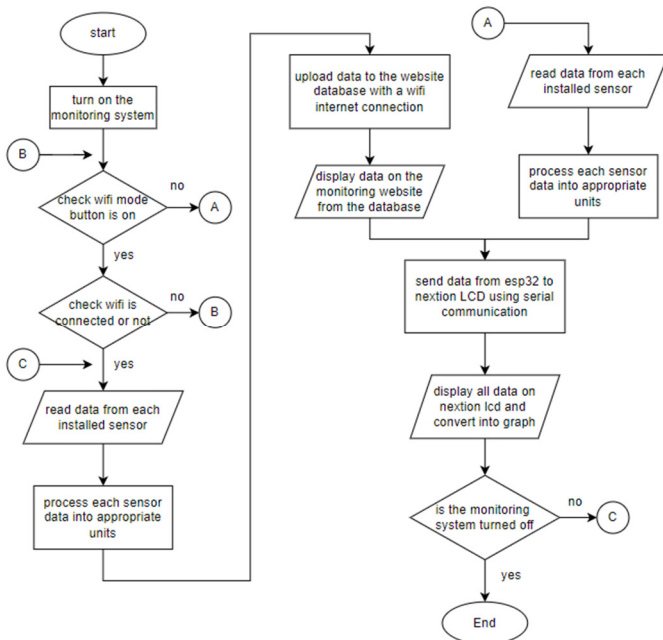 start
turn on the
monitoring system
B
check wifi mode
button is on
no
A
yes
check wifi is
connected or not
no
B
C
yes
read data from each
installed sensor
process each sensor
data into appropriate
units
upload data to the website
database with a wifi
internet connection
display data on the
monitoring website
from the database
A
read data from each
installed sensor
process each sensor
data into appropriate
units
send data from esp32 to
nextion LCD using serial
communication
display all data on
nextion lcd and
convert into graph
is the monitoring
system turned off
no
C
yes
End